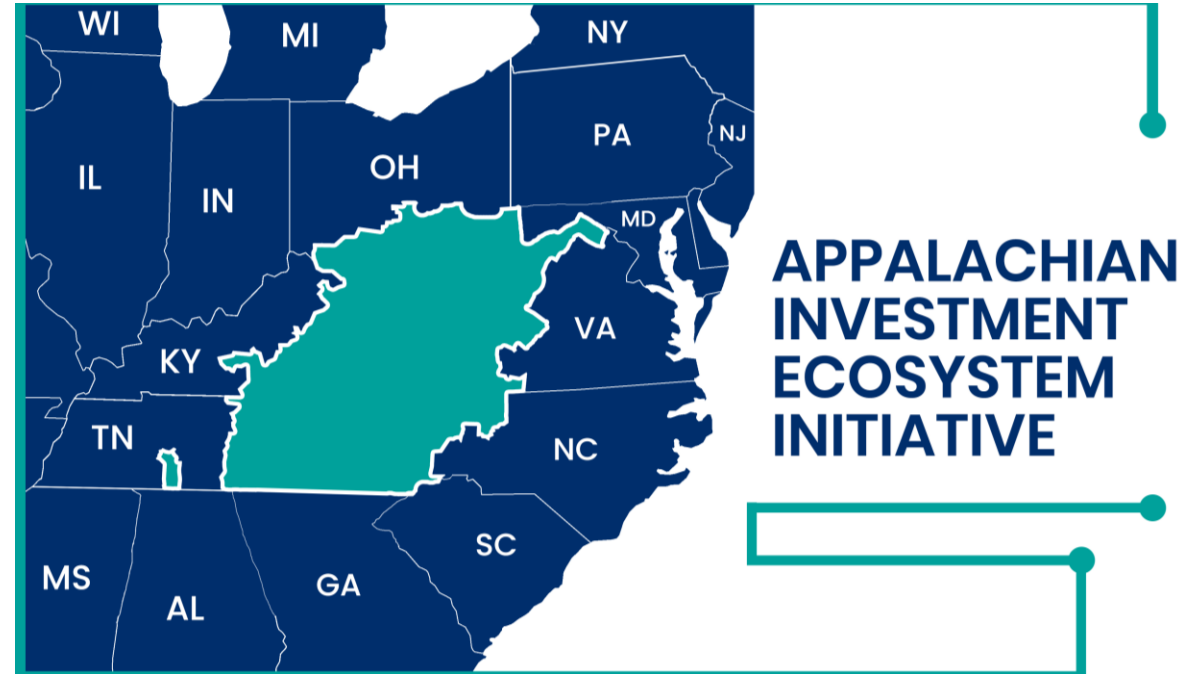 WI
MI
NY
PA
NJ
OH
IL
IN
MD
VA
KY
TN
NC
SC
MS
AL
GA
APPALACHIAN
INVESTMENT
ECOSYSTEM
INITIATIVE